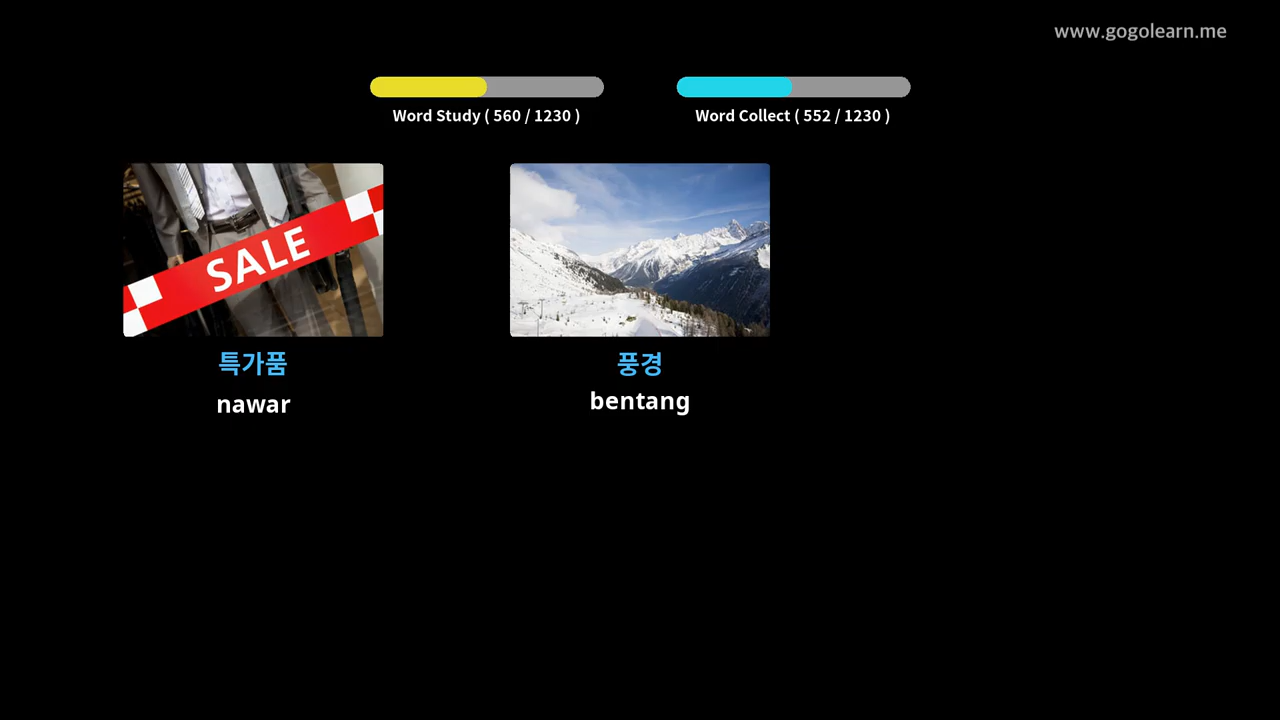 www.gogolearn.me
Word Study ( 560 / 1230 )
Word Collect ( 552 / 1230 )
SALE
특가품
nawar
풍경
bentang